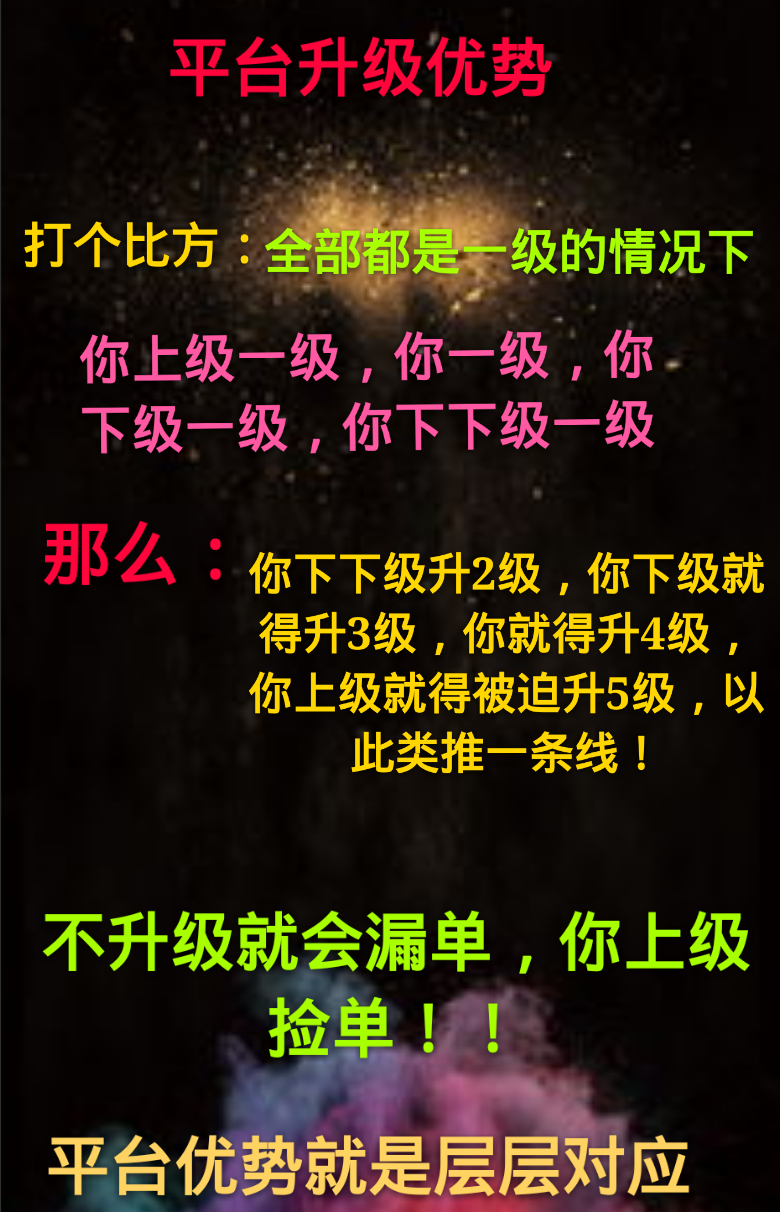 平台升级优势
打个比方：全部都是一级的情况下
你上级一级，你一级，你
下级一级，你下下级一级
那么：
你下下级升2级，你下级就
得升3级，你就得升4级，
你上级就得被迫升5级，以
此类推一条线！
不升级就会漏单，你上级
捡单！！
平台优势就是层层对应